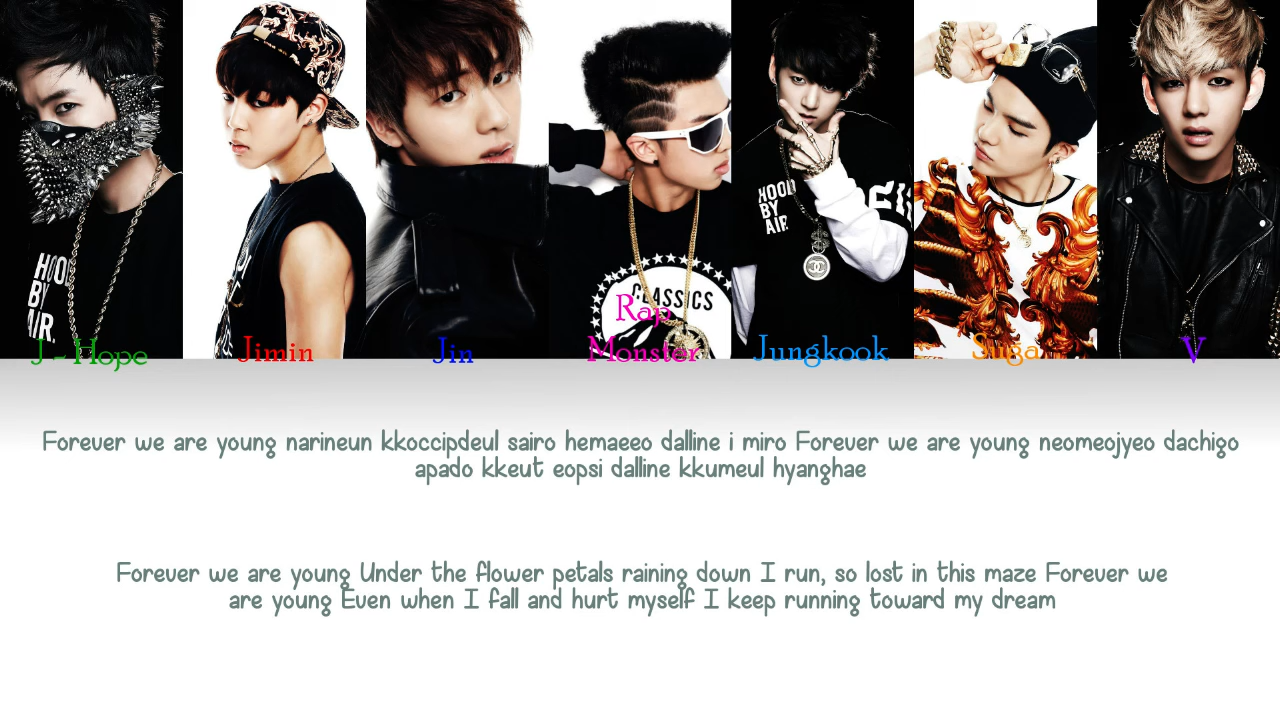 HOOD
BY
AIR.
CLASSICS
HOOD
BY
AIR.
J - Hope
Jimin
Jin
Rap
Monster
Jungkook
Suga
V
Forever we are young narineun kkoccipdeul sairo hemaeeo dalline i miro Forever we are young neomeojyeo dachigo
apado kkeut eopsi dalline kkumeul hyanghae
Forever we are young Under the flower petals raining down I run, so lost in this maze Forever we
are young Even when I fall and hurt myself I keep running toward my dream